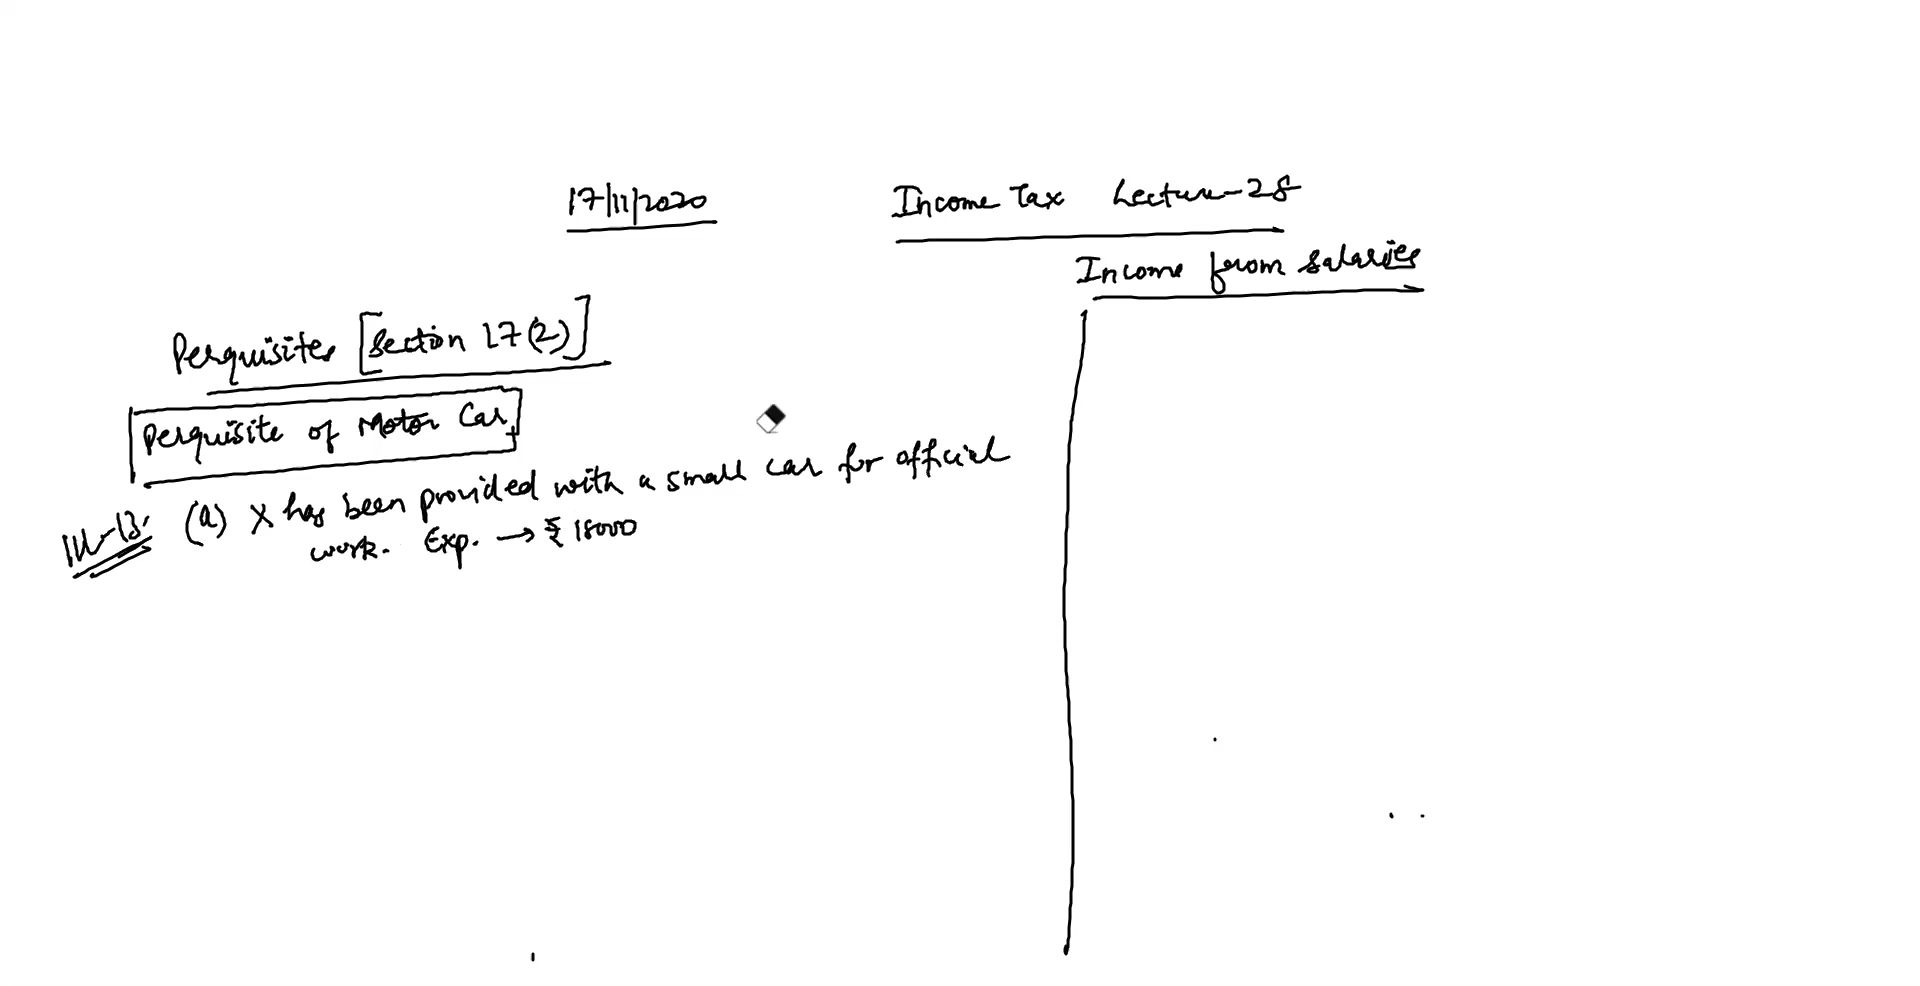 17/11/2020
Income Tax Lecture-28
Income from Salaries
Perquisites [Section 17(2)]
Perquisite of Motor Car
Ill-13: (a) X has been provided with a small car for official
work. Exp. → ₹ 18000